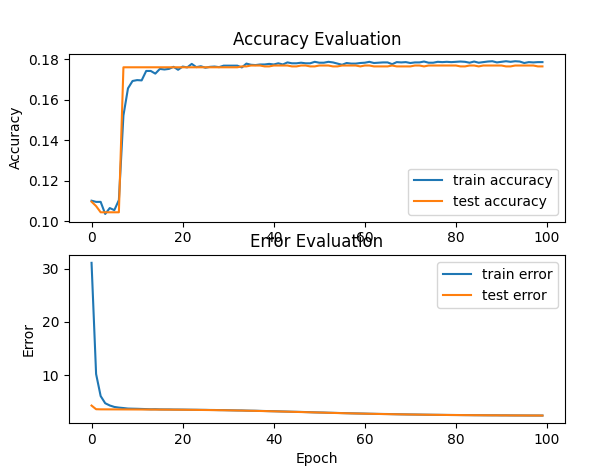 Accuracy Evaluation
0.18
0.16
0.14
0.12
0.10
Accuracy
train accuracy
test accuracy
0 20 40 60 80 100
Error Evaluation
30
20
10
Error
train error
test error
0 20 40 60 80 100
Epoch